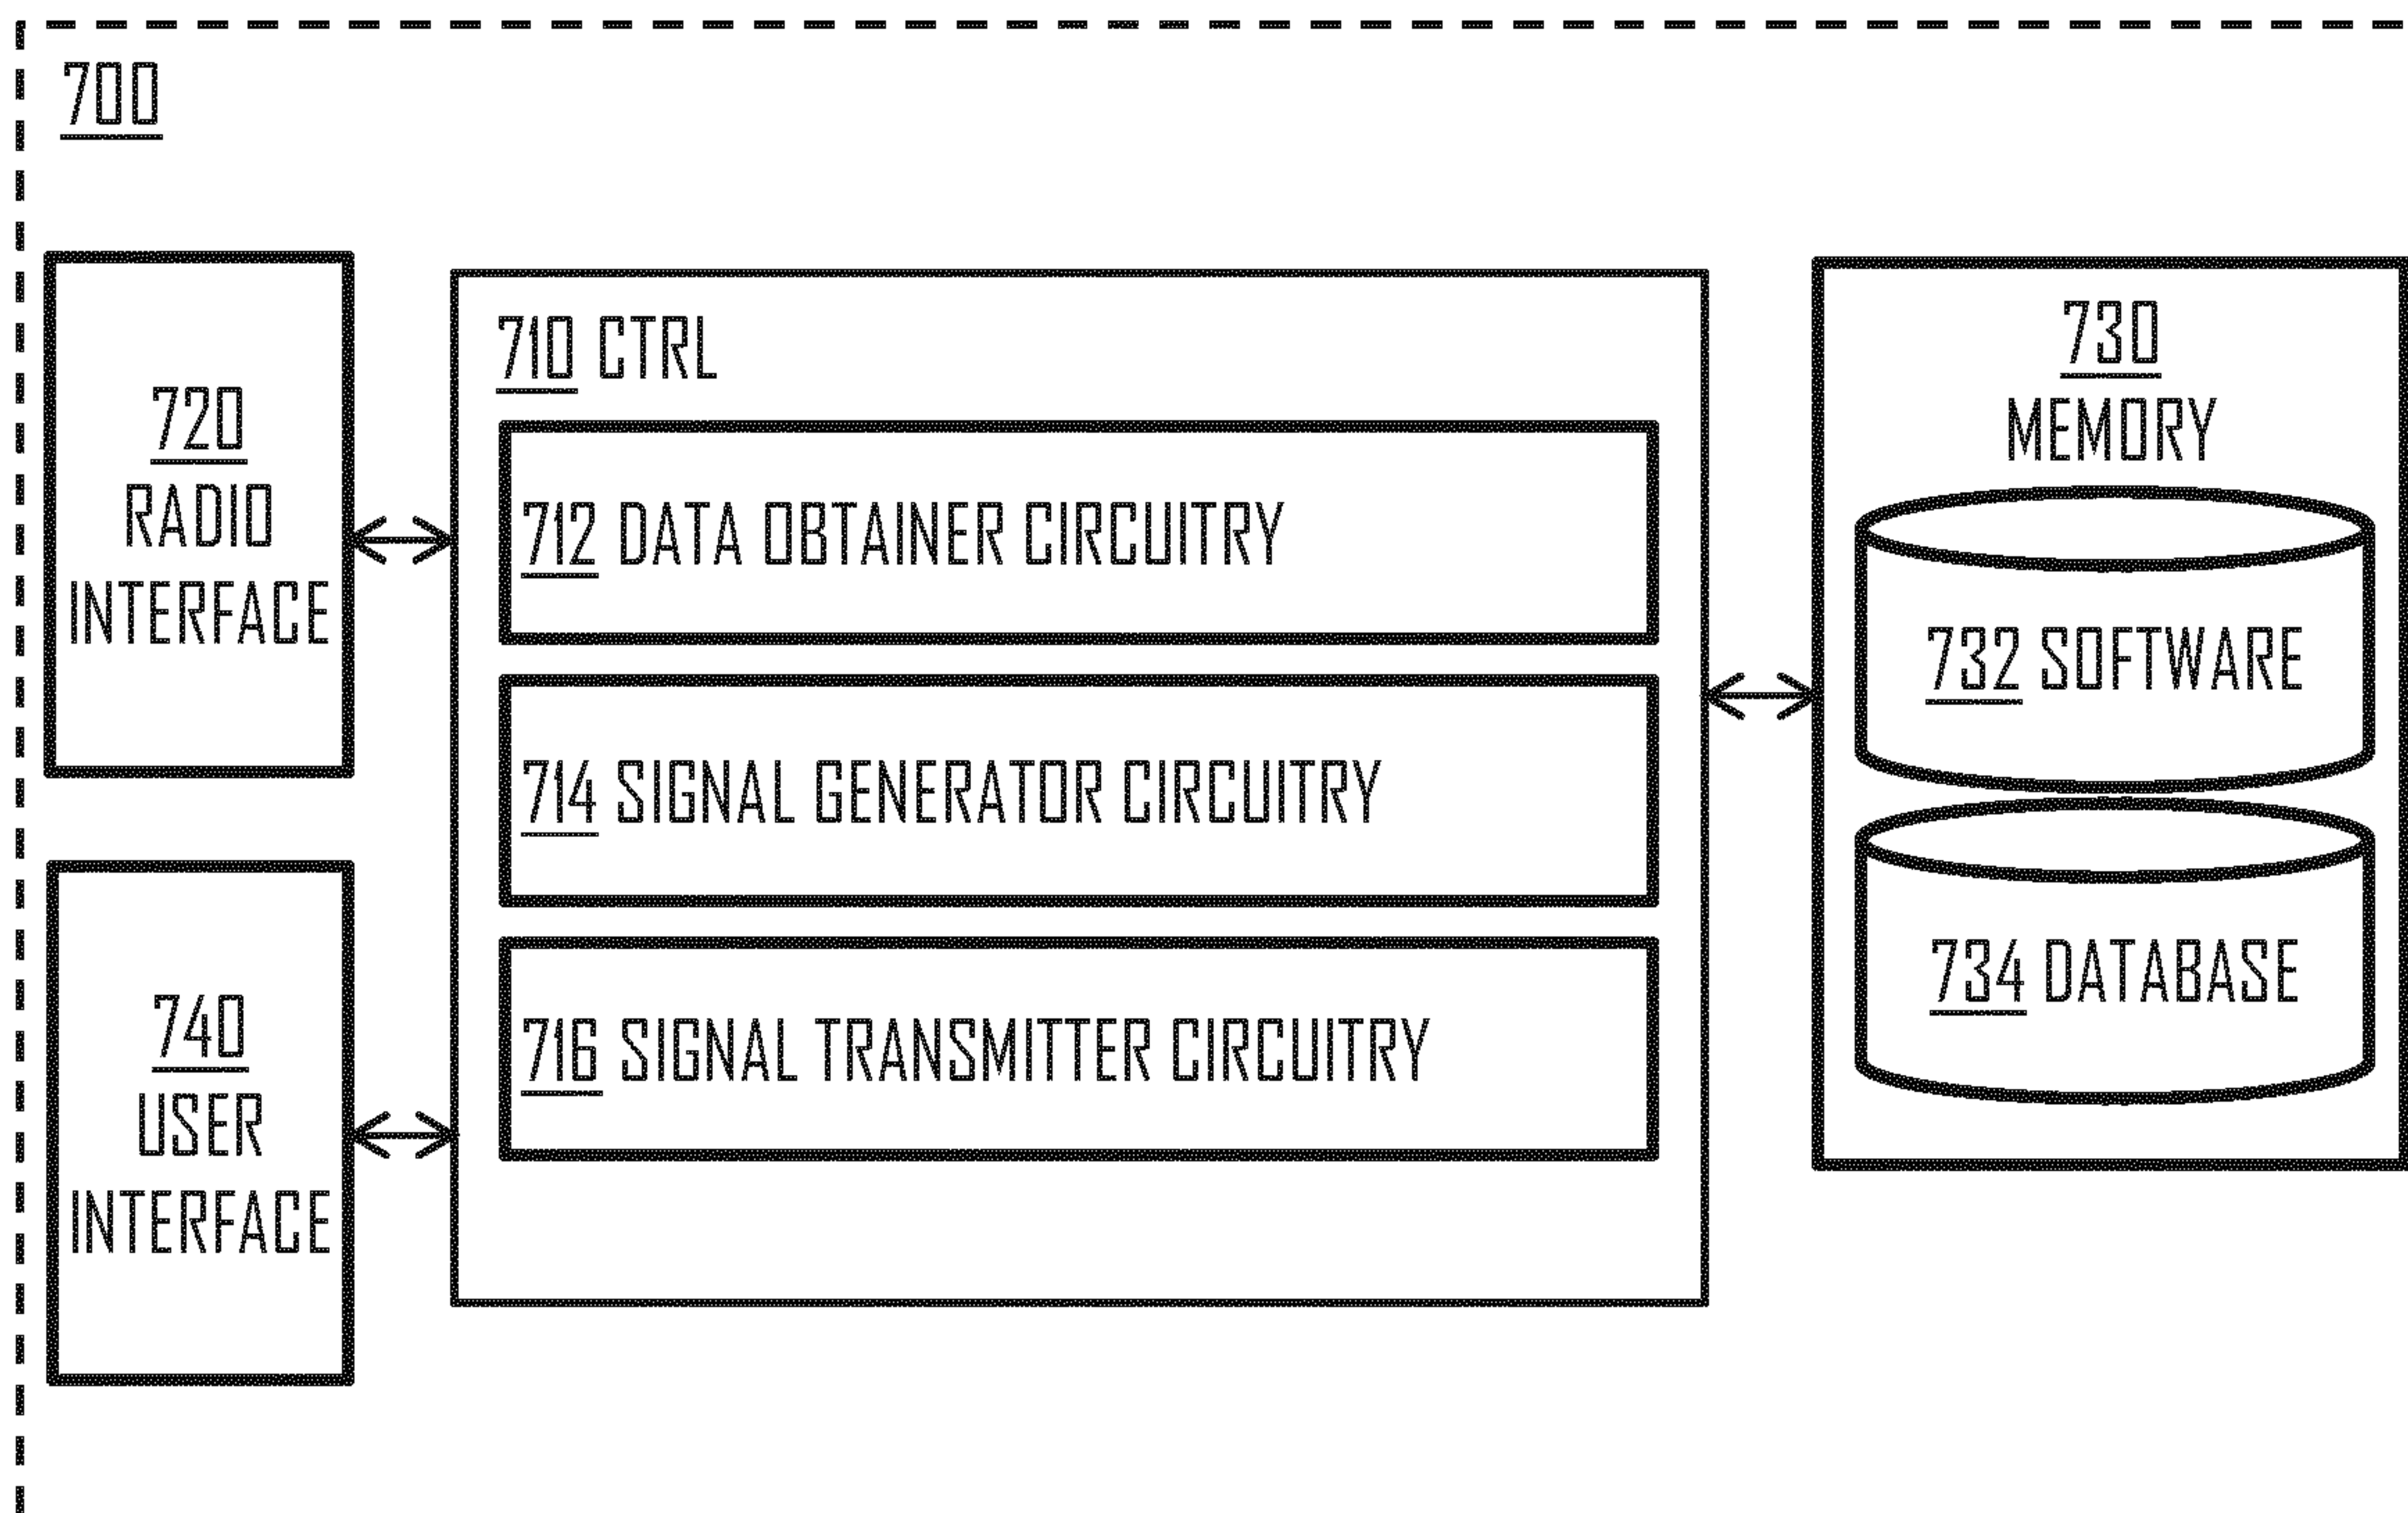 700
720
RADIO
INTERFACE
710 CTRL
712 DATA OBTAINER CIRCUITRY
714 SIGNAL GENERATOR CIRCUITRY
716 SIGNAL TRANSMITTER CIRCUITRY
730
MEMORY
732 SOFTWARE
734 DATABASE
740
USER
INTERFACE